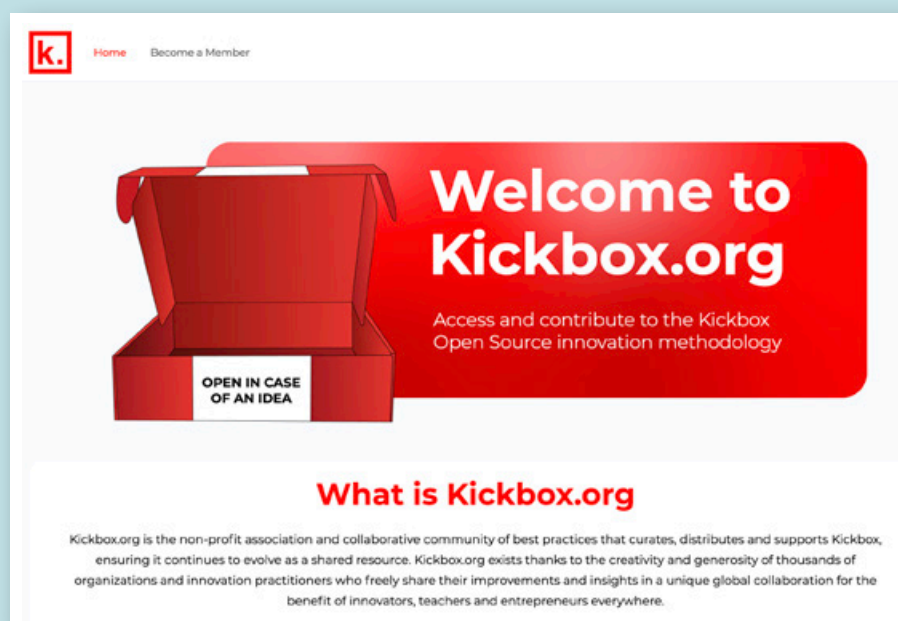 k.
Home
Become a Member
Welcome to
Kickbox.org
Access and contribute to the Kickbox
Open Source innovation methodology
OPEN IN CASE
OF AN IDEA
What is Kickbox.org
Kickbox.org is the non-profit association and collaborative community of best practices that curates, distributes and supports Kickbox,
ensuring it continues to evolve as a shared resource. Kickbox.org exists thanks to the creativity and generosity of thousands of
organizations and innovation practitioners who freely share their improvements and insights in a unique global collaboration for the
benefit of innovators, teachers and entrepreneurs everywhere.